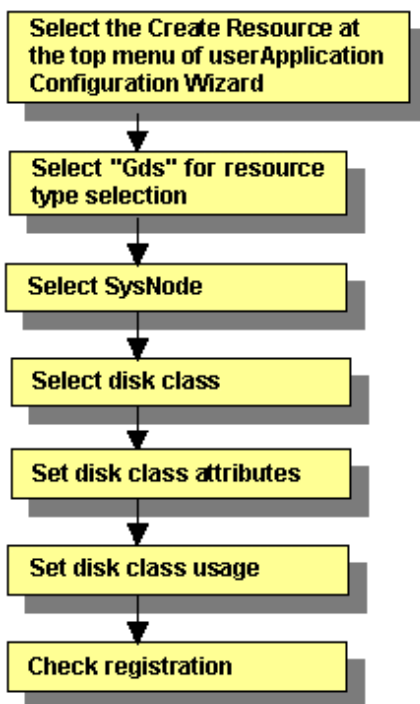 Select the Create Resource at
the top menu of userApplication
Configuration Wizard
Select "Gds" for resource
type selection
Select SysNode
Select disk class
Set disk class attributes
Set disk class usage
Check registration